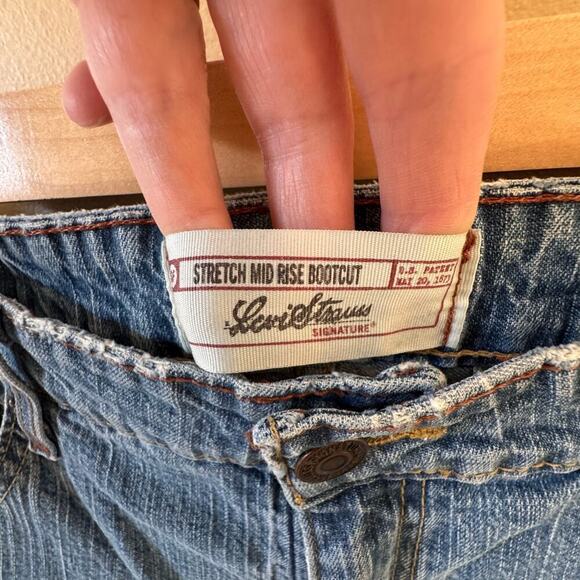 STRETCH MID RISE BOOTCUT
U.S. PATENT
MAY 20, 1873
Levi Strauss
SIGNATURE®